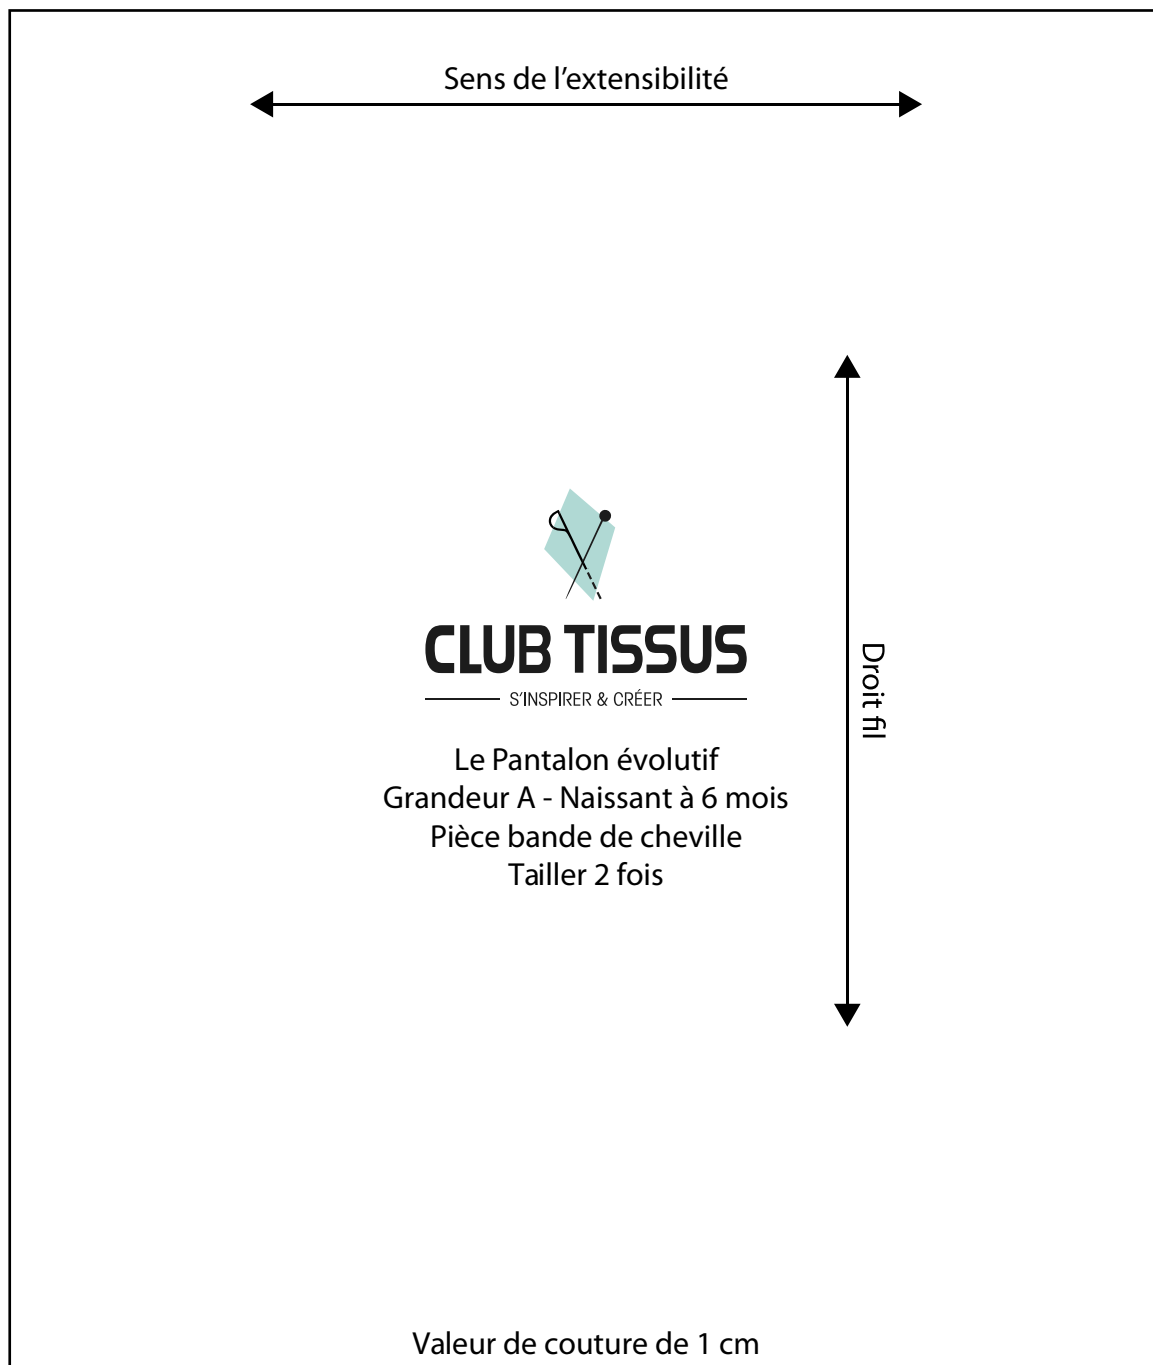 Sens de l’extensibilité
Droit fil
CLUB TISSUS
S’INSPIRER & CRÉER
Le Pantalon évolutif
Grandeur A - Naissant à 6 mois
Pièce bande de cheville
Tailler 2 fois
Valeur de couture de 1 cm